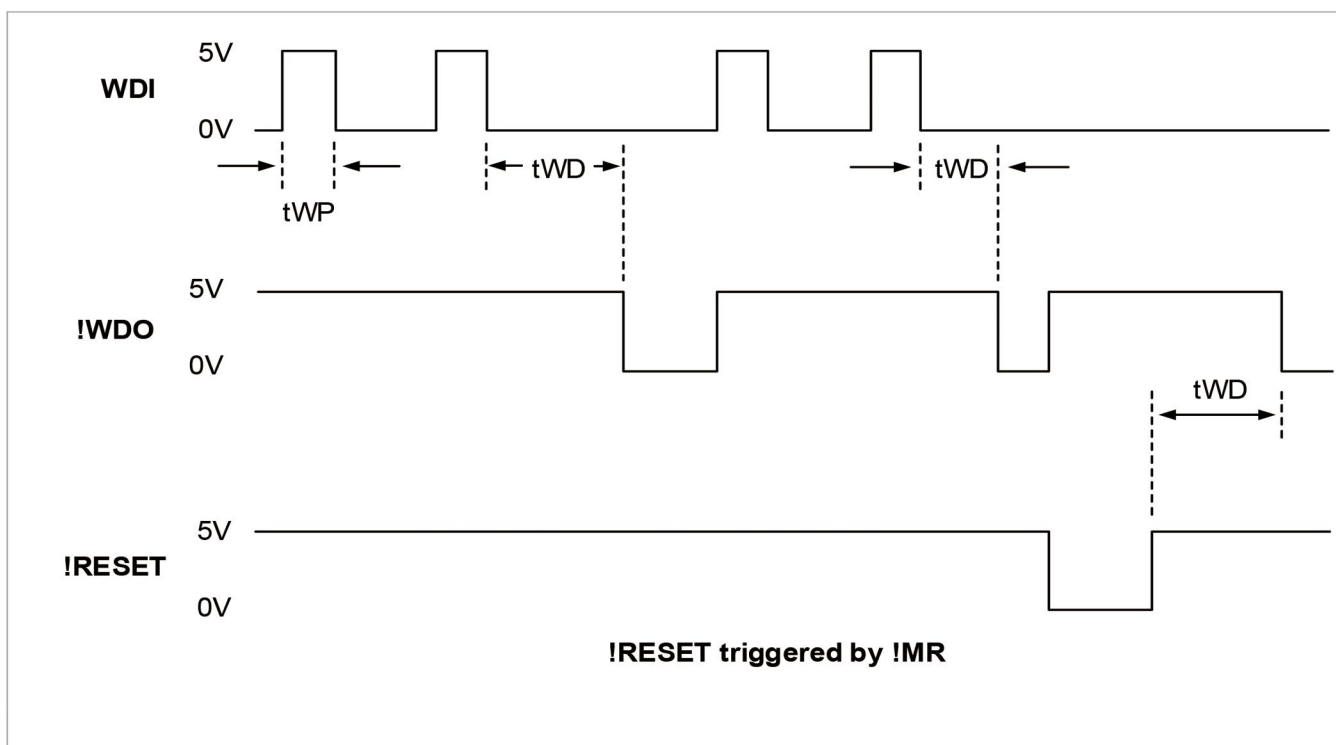 5V
WDI
0V
tWD
tWD
tWP
5V
!WDO
0V
tWD
5V
!RESET
0V
!RESET triggered by !MR